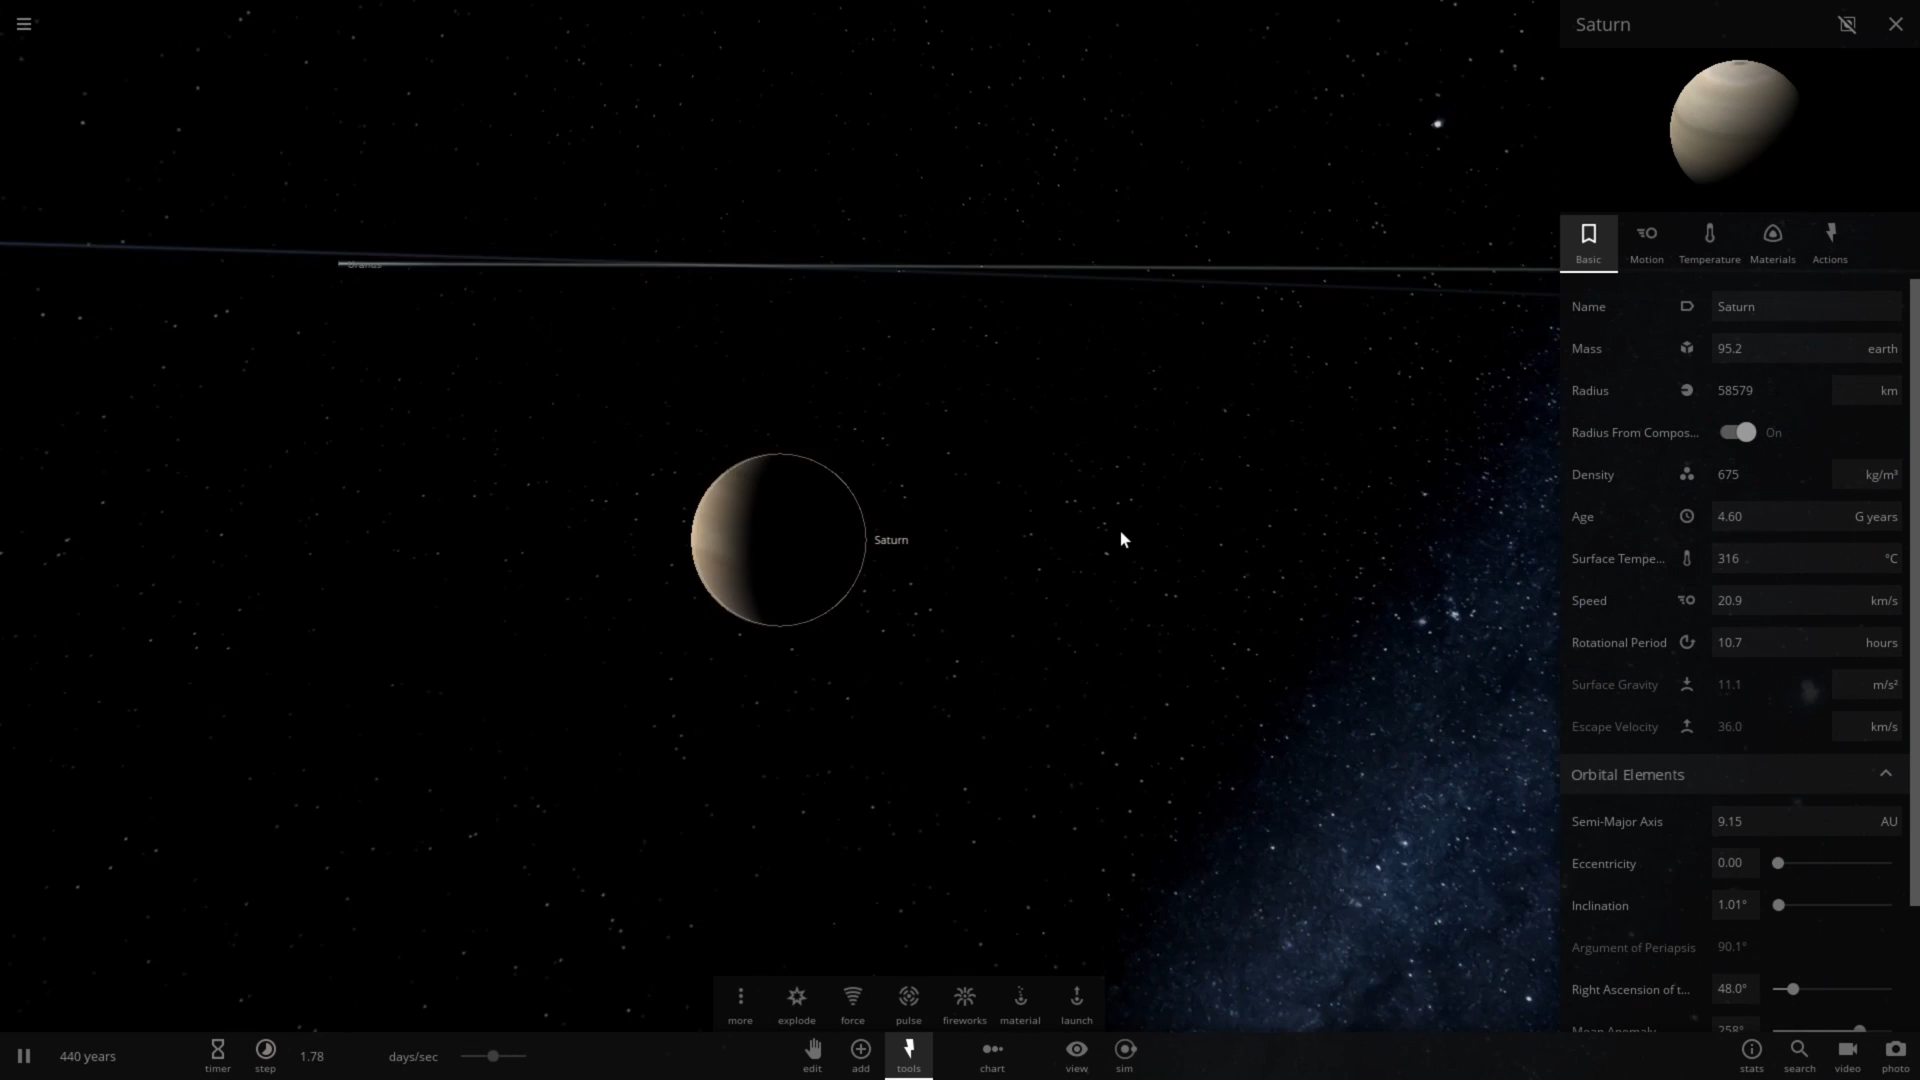 Saturn
Uranus
Saturn
Basic
Motion
Temperature
Materials
Actions
Name Saturn
Mass 95.2 earth
Radius 58579 km
Radius From Compos... On
Density 675 kg/m³
Age 4.60 G years
Surface Tempe... 316 °C
Speed 20.9 km/s
Rotational Period 10.7 hours
Surface Gravity 11.1 m/s²
Escape Velocity 36.0 km/s
Orbital Elements
Semi-Major Axis 9.15 AU
Eccentricity 0.00
Inclination 1.01°
Argument of Periapsis 90.1°
Right Ascension of t... 48.0°
Mean Anomaly 258°
more
explode
force
pulse
fireworks
material
launch
440 years
timer
step
1.78 days/sec
edit
add
tools
chart
view
sim
stats
search
video
photo